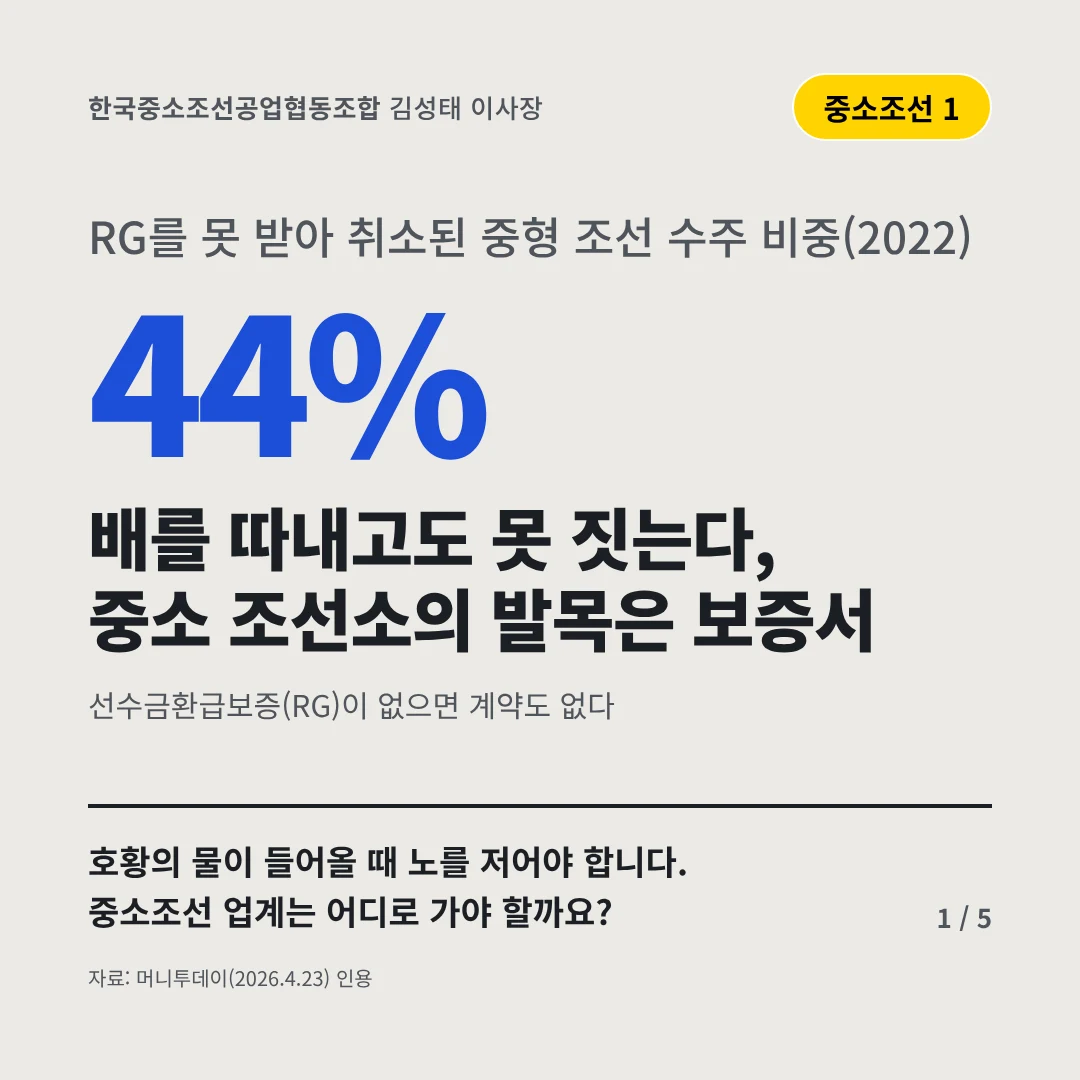 한국중소조선공업협동조합 김성태 이사장
중소조선 1
RG를 못 받아 취소된 중형 조선 수주 비중(2022)
44%
배를 따내고도 못 짓는다,
중소 조선소의 발목은 보증서
선수금환급보증(RG)이 없으면 계약도 없다
호황의 물이 들어올 때 노를 저어야 합니다.
중소조선 업계는 어디로 가야 할까요?
1 / 5
자료: 머니투데이(2026.4.23) 인용